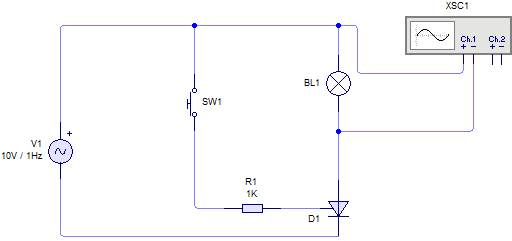 XSC1
Ch.1 Ch.2
+ − + −
BL1
SW1
+
V1
10V / 1Hz
R1
1K
D1